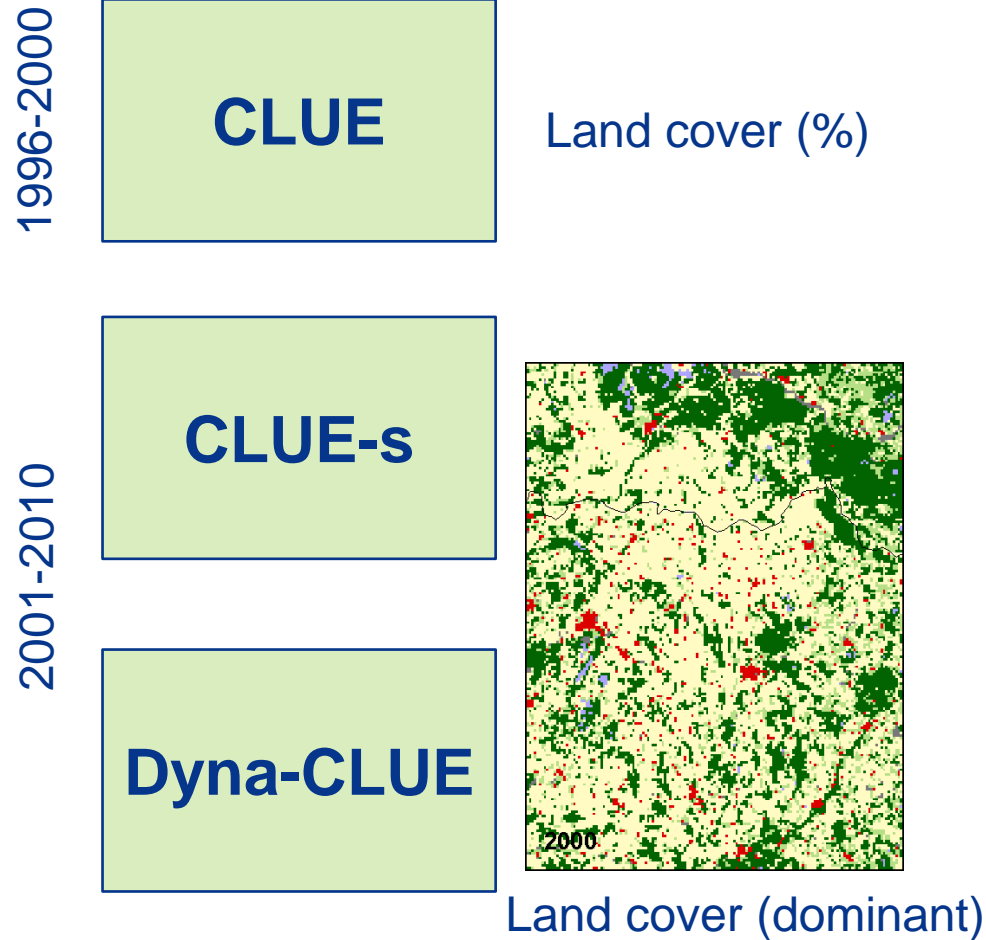 1996-2000
CLUE
Land cover (%)
2001-2010
CLUE-s
Dyna-CLUE
2000
Land cover (dominant)